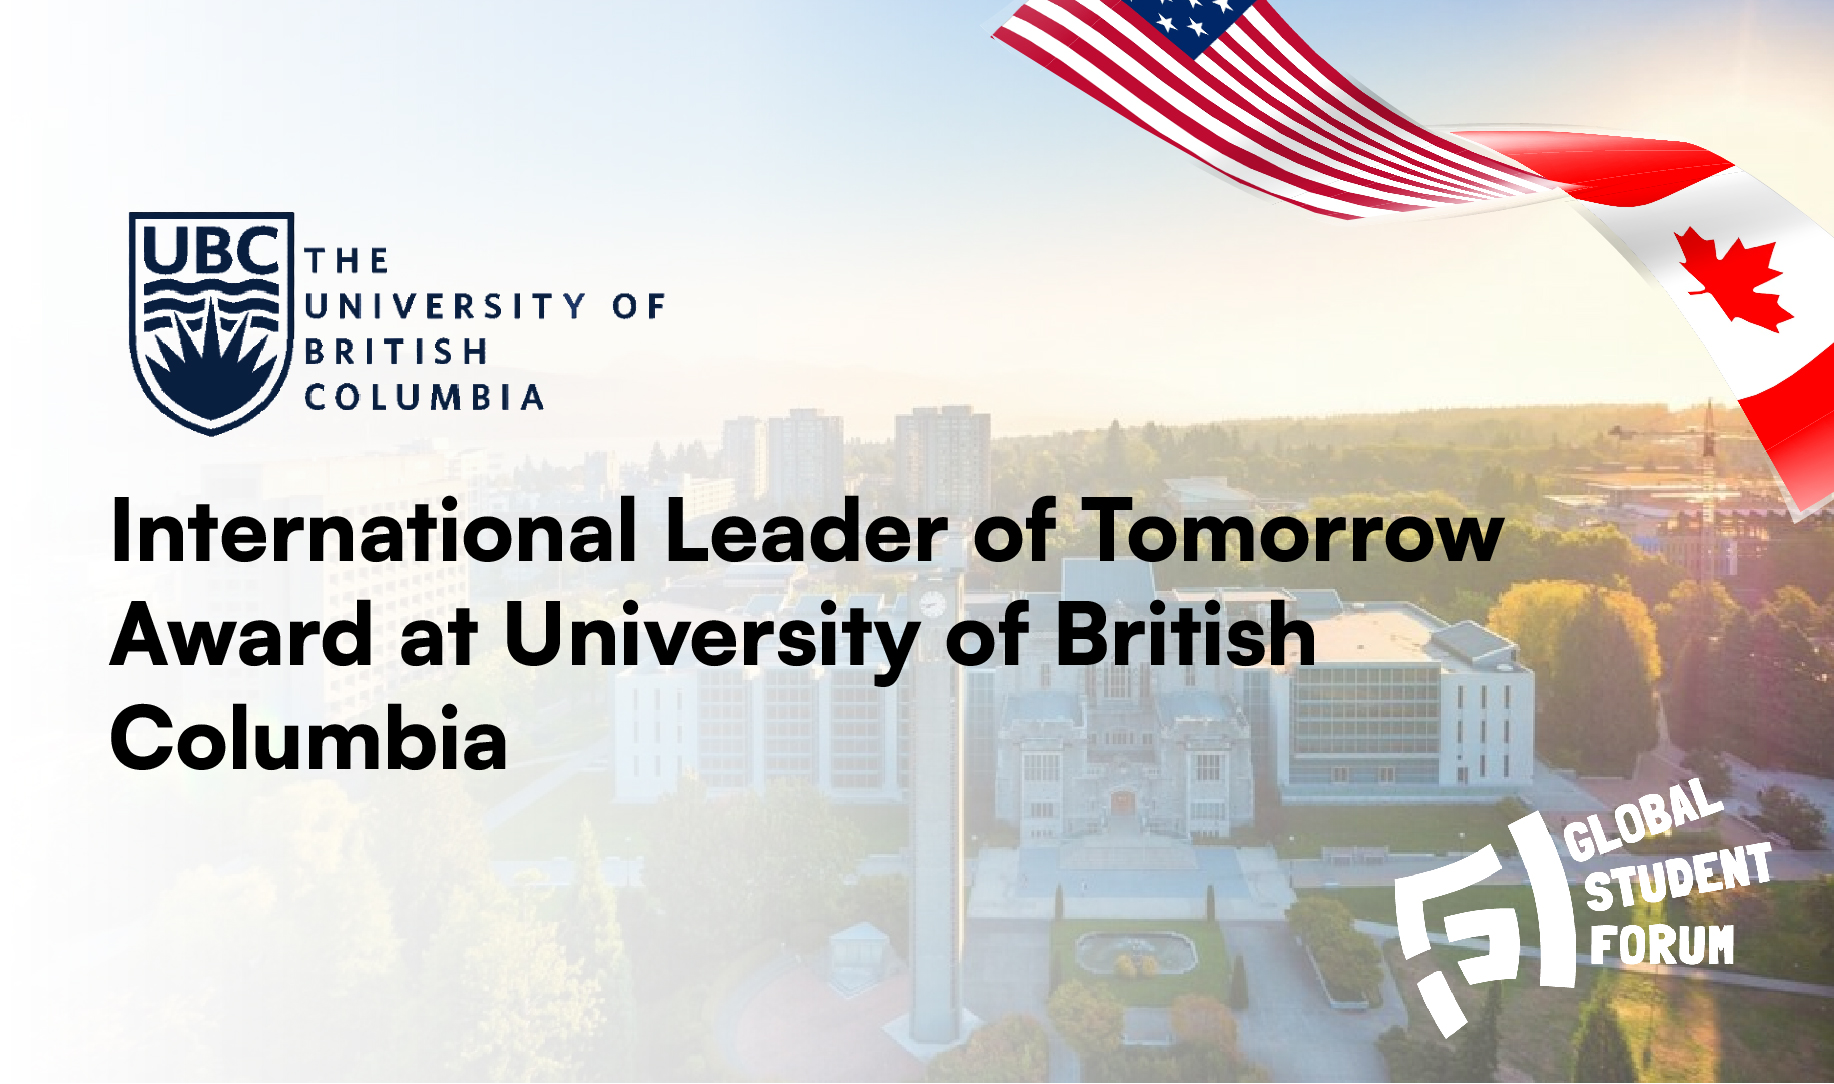 UBC
THE
UNIVERSITY OF
BRITISH
COLUMBIA
International Leader of Tomorrow
Award at University of British
Columbia
GLOBAL
STUDENT
FORUM